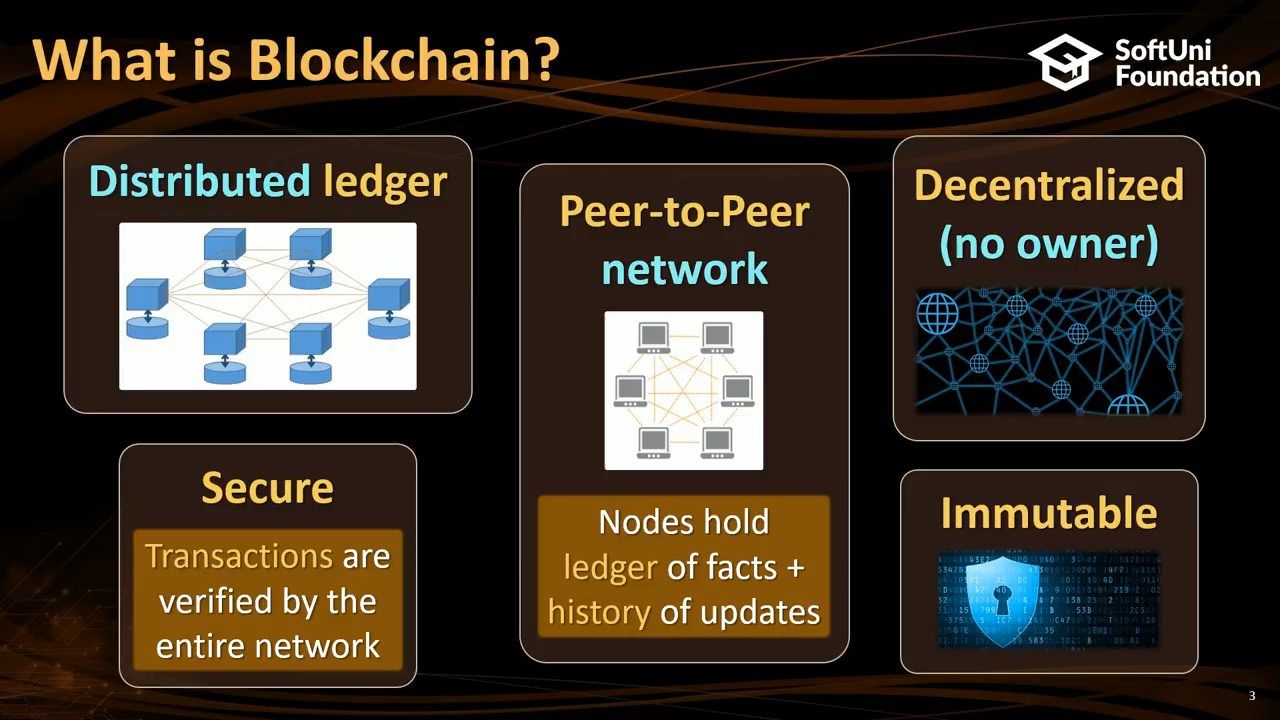 What is Blockchain?
SoftUni
Foundation
Distributed ledger
Secure
Transactions are
verified by the
entire network
Peer-to-Peer
network
Nodes hold
ledger of facts +
history of updates
Decentralized
(no owner)
Immutable
3